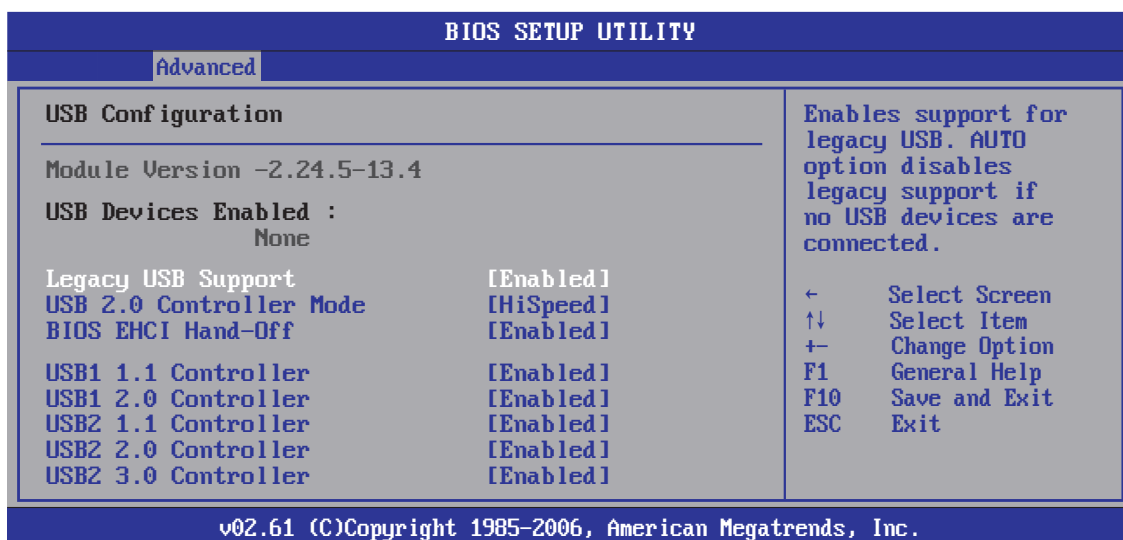 BIOS SETUP UTILITY
Advanced
USB Configuration
Module Version -2.24.5-13.4
USB Devices Enabled :
None
Legacy USB Support [Enabled]
USB 2.0 Controller Mode [HiSpeed]
BIOS EHCI Hand-Off [Enabled]
USB1 1.1 Controller [Enabled]
USB1 2.0 Controller [Enabled]
USB2 1.1 Controller [Enabled]
USB2 2.0 Controller [Enabled]
USB2 3.0 Controller [Enabled]
Enables support for
legacy USB. AUTO
option disables
legacy support if
no USB devices are
connected.
← Select Screen
↑↓ Select Item
+- Change Option
F1 General Help
F10 Save and Exit
ESC Exit
v02.61 (C)Copyright 1985-2006, American Megatrends, Inc.